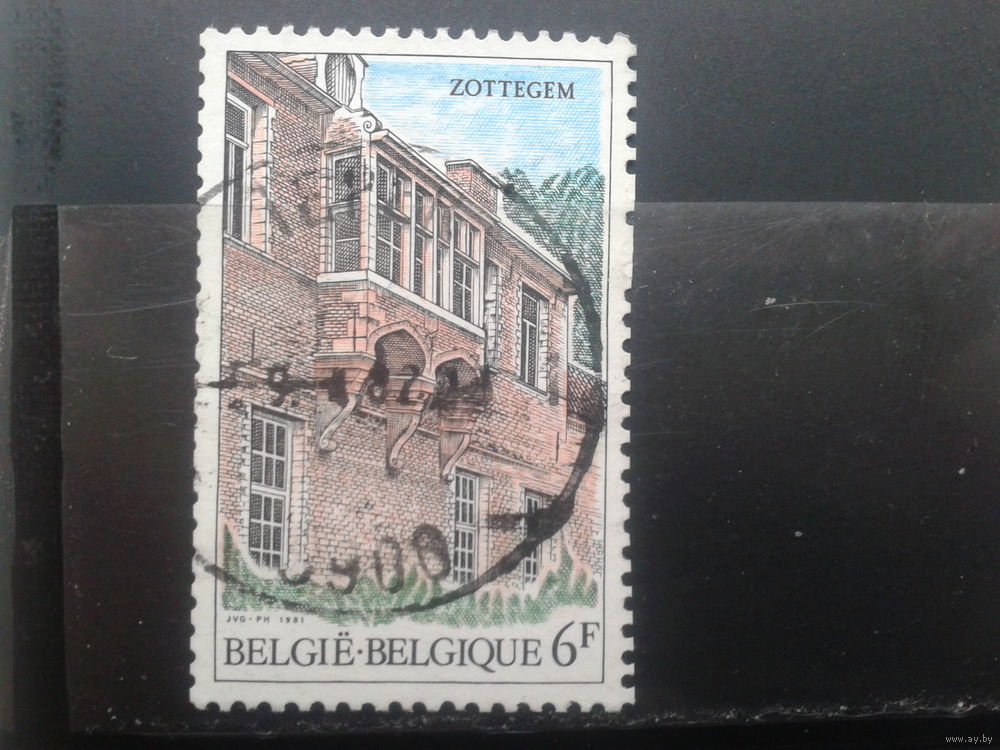 ZOTTEGEM
JVG - PH 1981
BELGIË·BELGIQUE 6F
www.ay.by